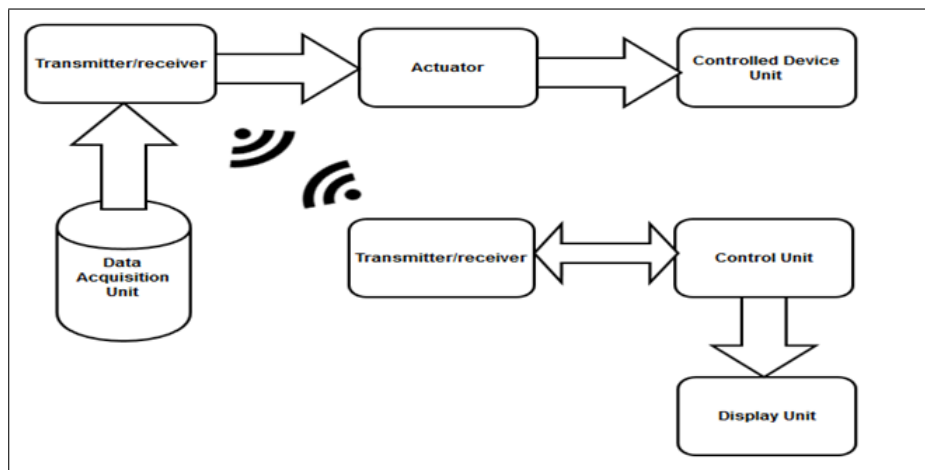 Transmitter/receiver
Actuator
Controlled Device
Unit
Data
Acquisition
Unit
Transmitter/receiver
Control Unit
Display Unit